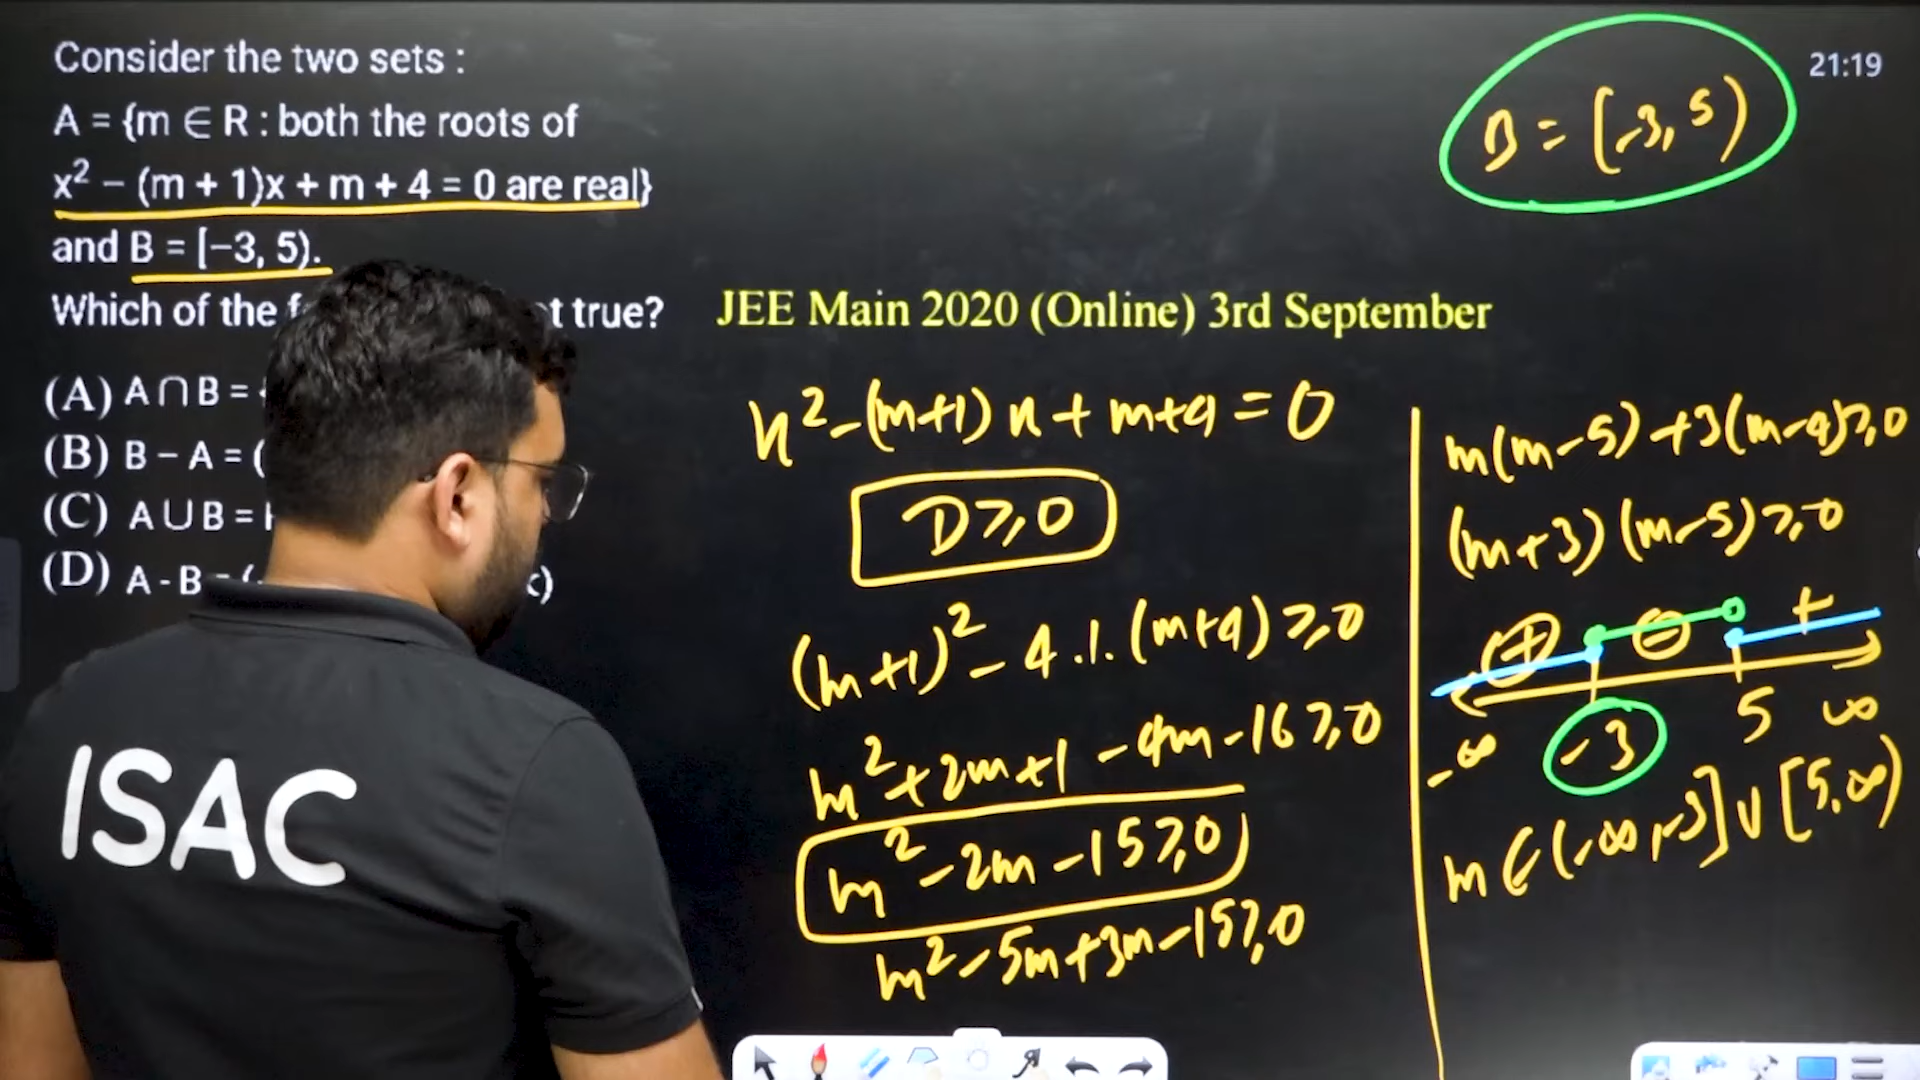 Consider the two sets :
A = {m ∈ R : both the roots of
x² – (m + 1)x + m + 4 = 0 are real}
and B = [–3, 5).
Which of the t true?
(A) A ∩ B =
(B) B – A = (
(C) A ∪ B =
(D) A - B = (
JEE Main 2020 (Online) 3rd September
21:19
B = [-3, 5)
x² - (m+1) x + m+4 = 0
D ≥ 0
(m+1)² - 4 . 1. (m+4) ≥ 0
m² + 2m + 1 - 4m - 16 ≥ 0
m² - 2m - 15 ≥ 0
m² - 5m + 3m - 15 ≥ 0
m(m-5) + 3(m-5) ≥ 0
(m+3) (m-5) ≥ 0
+ - +
-∞ -3 5 ∞
m ∈ (-∞, -3] ∪ [5, ∞)
ISAC